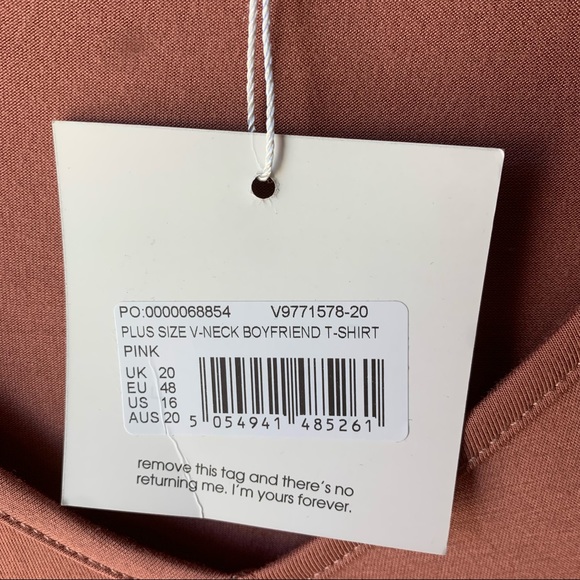 PO:0000068854 V9771578-20
PLUS SIZE V-NECK BOYFRIEND T-SHIRT
PINK
UK 20
EU 48
US 16
AUS 20
5 054941 485261
remove this tag and there's no
returning me. I'm yours forever.